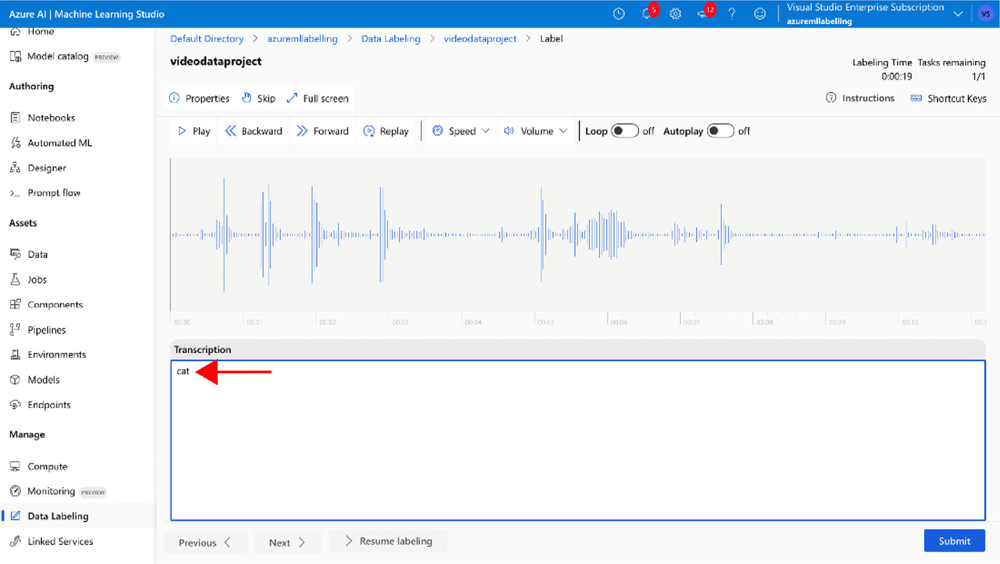 Azure AI | Machine Learning Studio
5
12
?
Visual Studio Enterprise Subscription
azuremllabelling
VS
Home
Model catalog PREVIEW
Authoring
Notebooks
Automated ML
Designer
Prompt flow
Assets
Data
Jobs
Components
Pipelines
Environments
Models
Endpoints
Manage
Compute
Monitoring PREVIEW
Data Labeling
Linked Services
Default Directory > azuremllabelling > Data Labeling > videodataproject > Label
videodataproject
Labeling Time Tasks remaining
0:00:19 1/1
Properties Skip Full screen
Instructions Shortcut Keys
Play Backward Forward Replay Speed Volume Loop off Autoplay off
00:00 00:01 00:02 00:03 00:04 00:05 00:06 00:07 00:08 00:09 00:10
Transcription
cat
Previous < Next > > Resume labeling Submit